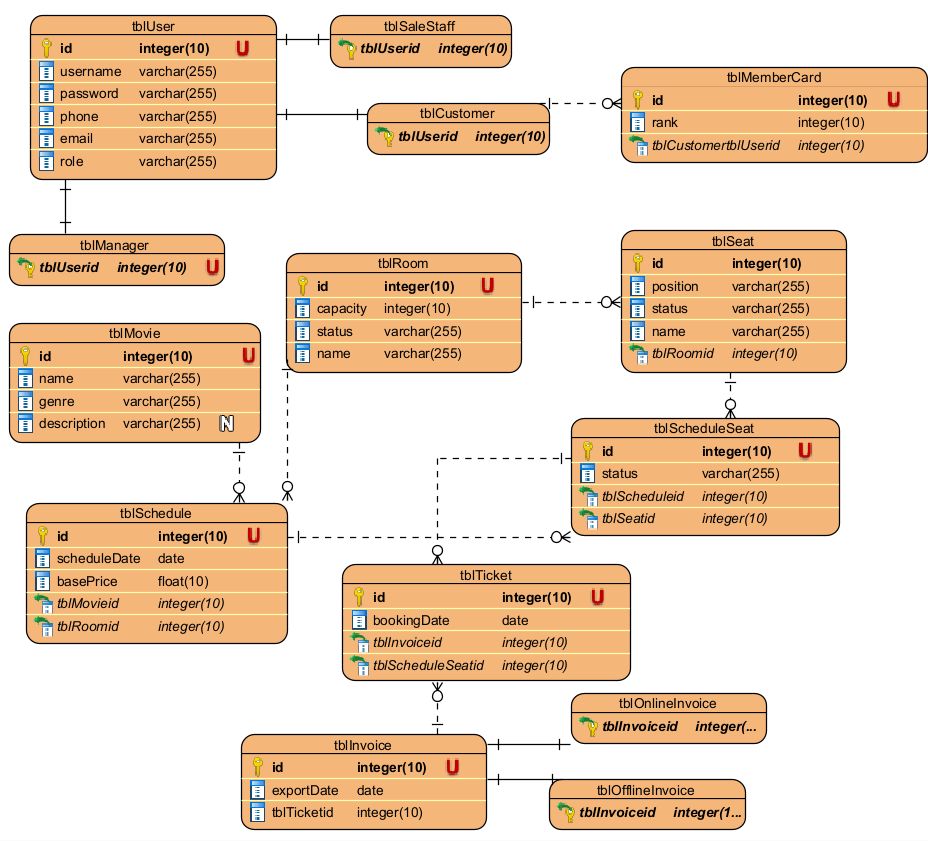 tblUser
id integer(10) U
username varchar(255)
password varchar(255)
phone varchar(255)
email varchar(255)
role varchar(255)
tblSaleStaff
tblUserid integer(10)
tblCustomer
tblUserid integer(10)
tblMemberCard
id integer(10) U
rank integer(10)
tblCustomertblUserid integer(10)
tblManager
tblUserid integer(10) U
tblRoom
id integer(10) U
capacity integer(10)
status varchar(255)
name varchar(255)
tblSeat
id integer(10)
position varchar(255)
status varchar(255)
name varchar(255)
tblRoomid integer(10)
tblMovie
id integer(10) U
name varchar(255)
genre varchar(255)
description varchar(255) N
tblScheduleSeat
id integer(10) U
status varchar(255)
tblScheduleid integer(10)
tblSeatid integer(10)
tblSchedule
id integer(10) U
scheduleDate date
basePrice float(10)
tblMovieid integer(10)
tblRoomid integer(10)
tblTicket
id integer(10) U
bookingDate date
tblInvoiceid integer(10)
tblScheduleSeatid integer(10)
tblOnlineInvoice
tblInvoiceid integer(...
tblInvoice
id integer(10) U
exportDate date
tblTicketid integer(10)
tblOfflineInvoice
tblInvoiceid integer(1...